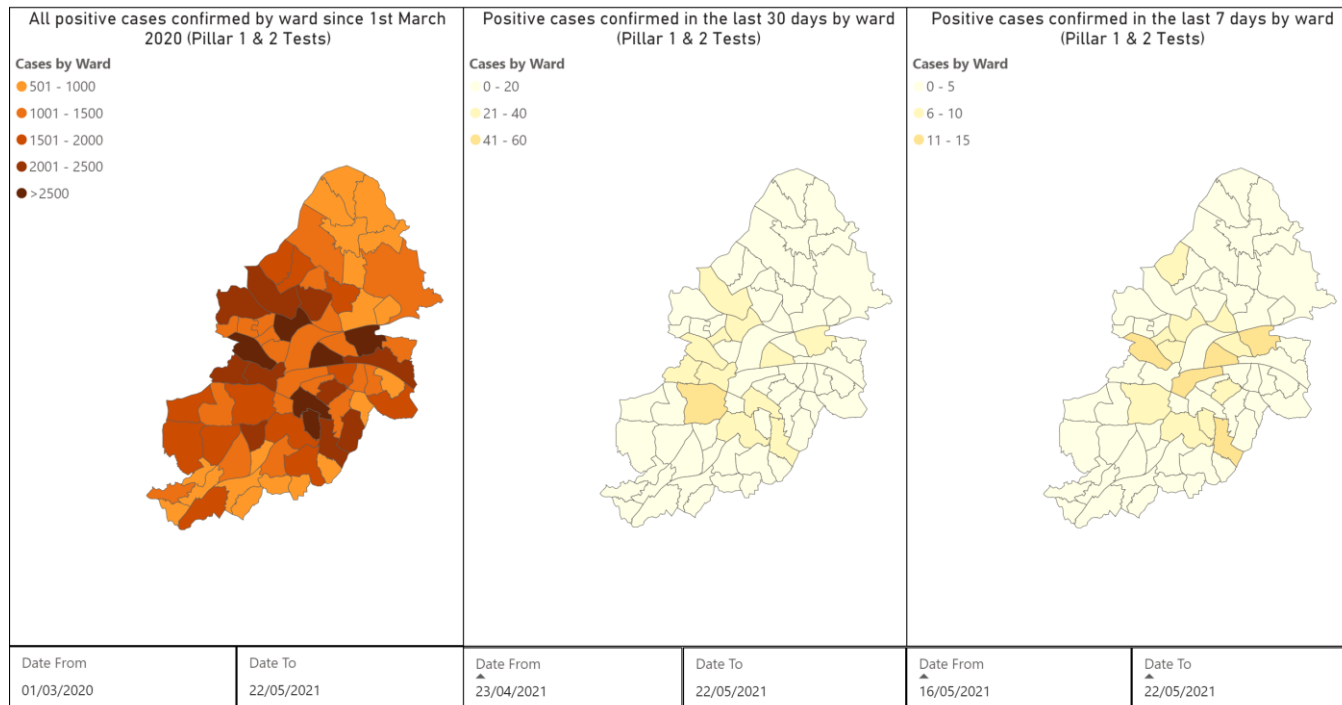 All positive cases confirmed by ward since 1st March
2020 (Pillar 1 & 2 Tests)
Cases by Ward
501 - 1000
1001 - 1500
1501 - 2000
2001 - 2500
>2500
Date From
01/03/2020
Date To
22/05/2021
Positive cases confirmed in the last 30 days by ward
(Pillar 1 & 2 Tests)
Cases by Ward
0 - 20
21 - 40
41 - 60
Date From
23/04/2021
Date To
22/05/2021
Positive cases confirmed in the last 7 days by ward
(Pillar 1 & 2 Tests)
Cases by Ward
0 - 5
6 - 10
11 - 15
Date From
16/05/2021
Date To
22/05/2021